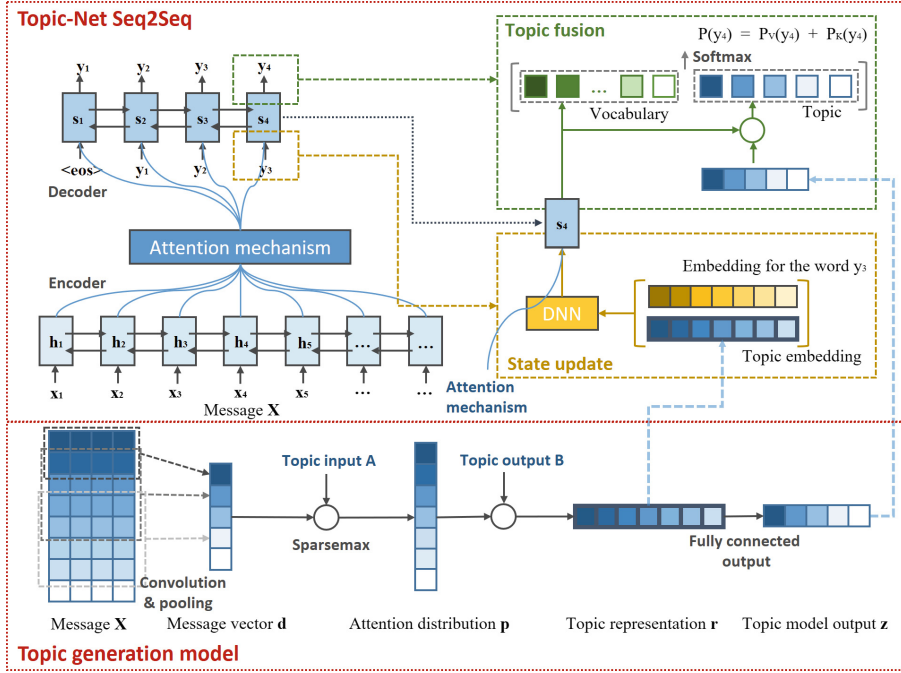 Topic-Net Seq2Seq
y₁ y₂ y₃ y₄
s₁ s₂ s₃ s₄
<eos> y₁ y₂ y₃
Decoder
Attention mechanism
Encoder
h₁ h₂ h₃ h₄ h₅ ... ...
x₁ x₂ x₃ x₄ x₅ ... ...
Message X
Topic fusion
P(y₄) = Pᵥ(y₄) + Pₖ(y₄)
Softmax
...
Vocabulary
Topic
s₄
Embedding for the word y₃
DNN
Topic embedding
State update
Attention
mechanism
Topic input A
Topic output B
Sparsemax
Fully connected
output
Convolution
& pooling
Message X
Message vector d
Attention distribution p
Topic representation r
Topic model output z
Topic generation model